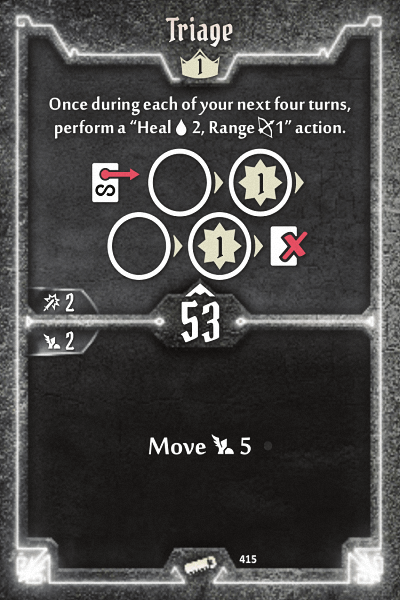 Triage
1
Once during each of your next four turns,
perform a “Heal 2, Range 1” action.
1
1
2
53
2
Move 5
415